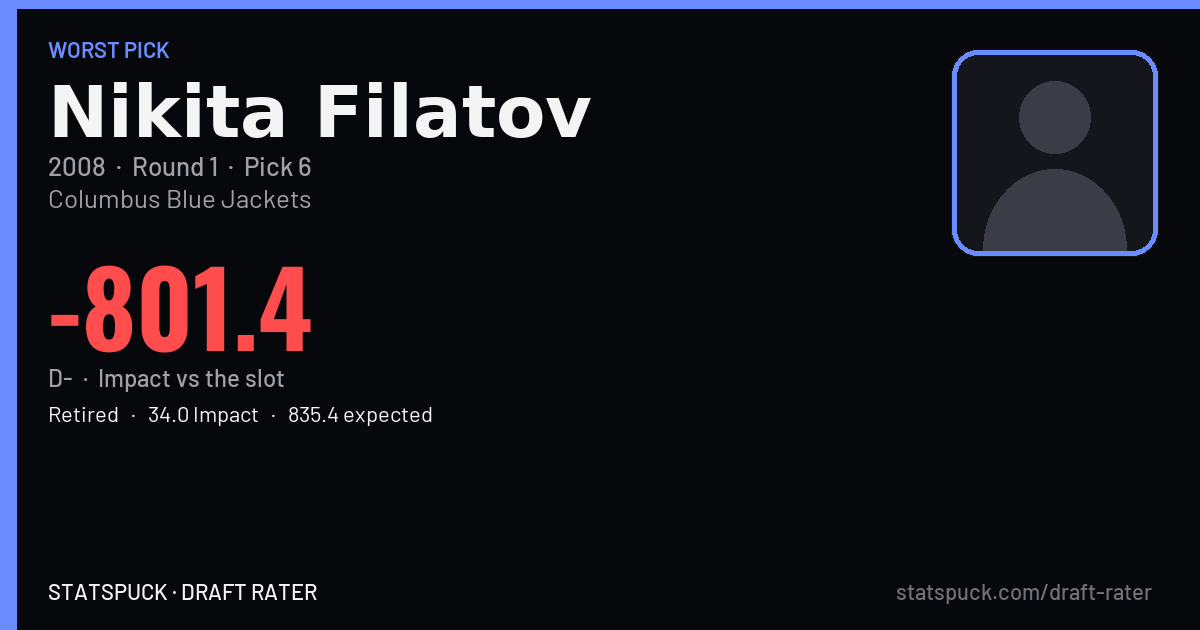 WORST PICK
Nikita Filatov
2008 · Round 1 · Pick 6
Columbus Blue Jackets
-801.4
D- · Impact vs the slot
Retired · 34.0 Impact · 835.4 expected
STATSPUCK · DRAFT RATER
statspuck.com/draft-rater